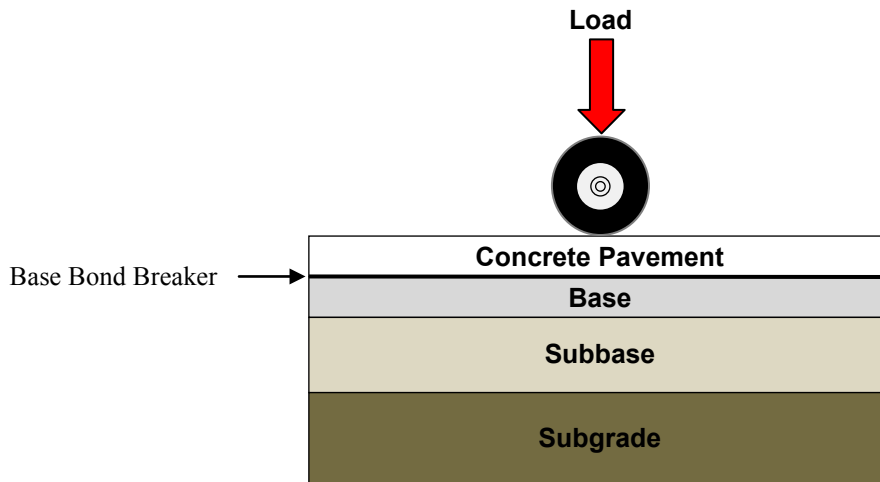 Load
Concrete Pavement
Base Bond Breaker
Base
Subbase
Subgrade